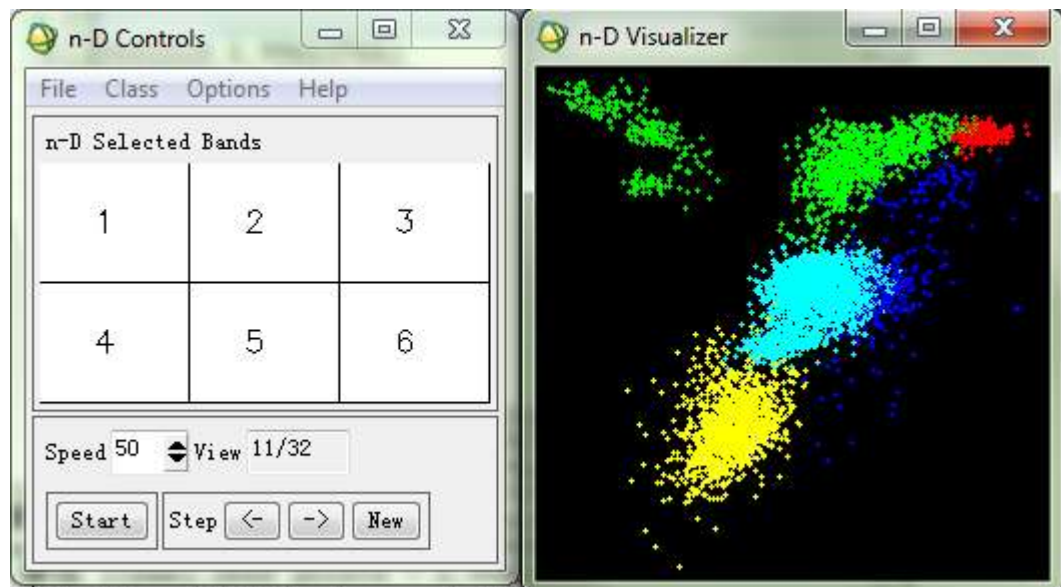 n-D Controls
File Class Options Help
n-D Selected Bands
1 2 3
4 5 6
Speed 50 View 11/32
Start Step <- -> New
n-D Visualizer